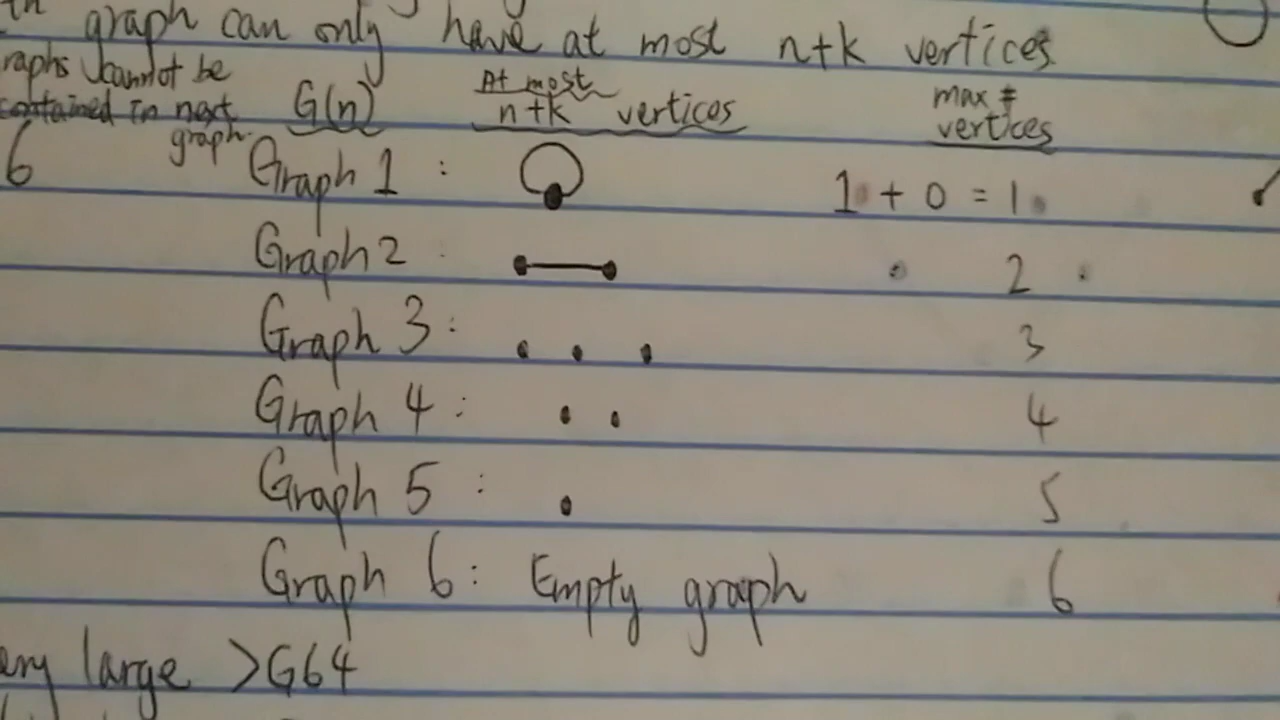 graph can only have at most n+k vertices
raphs cannot be
contained in next
graph.
G(n)
At most
n+k vertices
max #
vertices
6
Graph 1 : 1 + 0 = 1
Graph 2 2
Graph 3 : 3
Graph 4 : 4
Graph 5 : 5
Graph 6 : Empty graph 6
ery large >G64